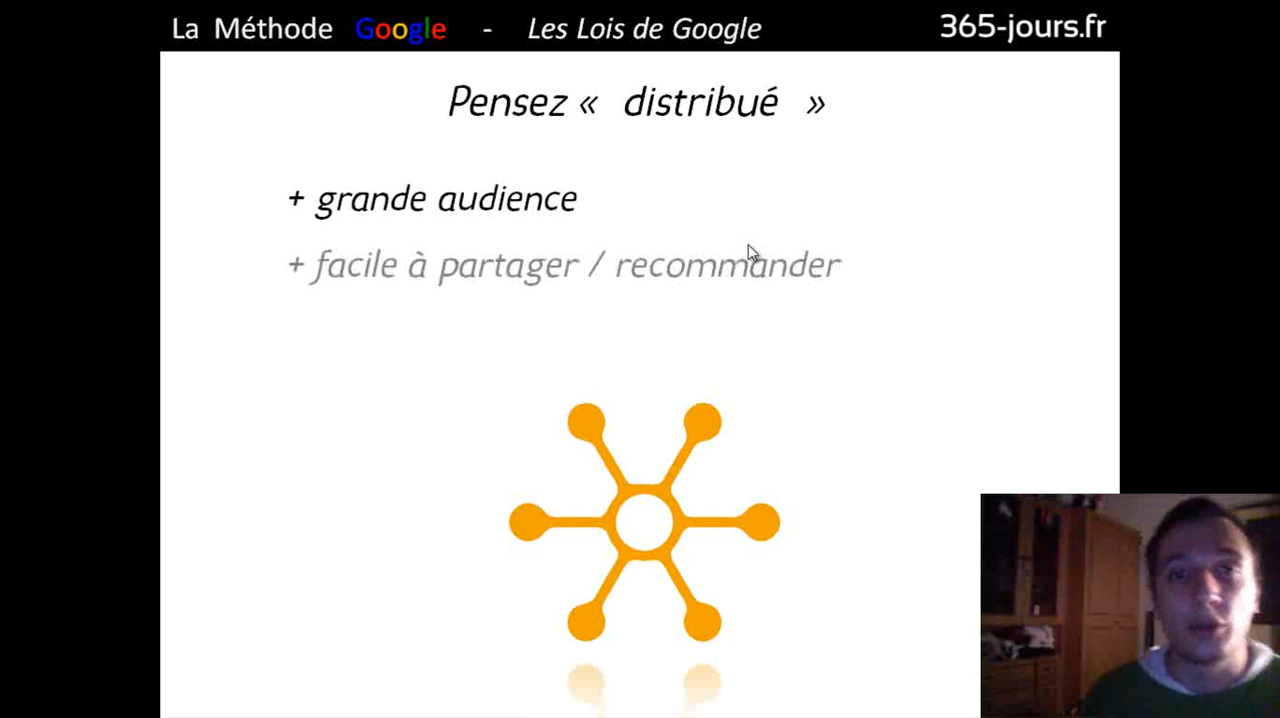 La Méthode Google - Les Lois de Google 365-jours.fr
Pensez « distribué »
+ grande audience
+ facile à partager / recommander